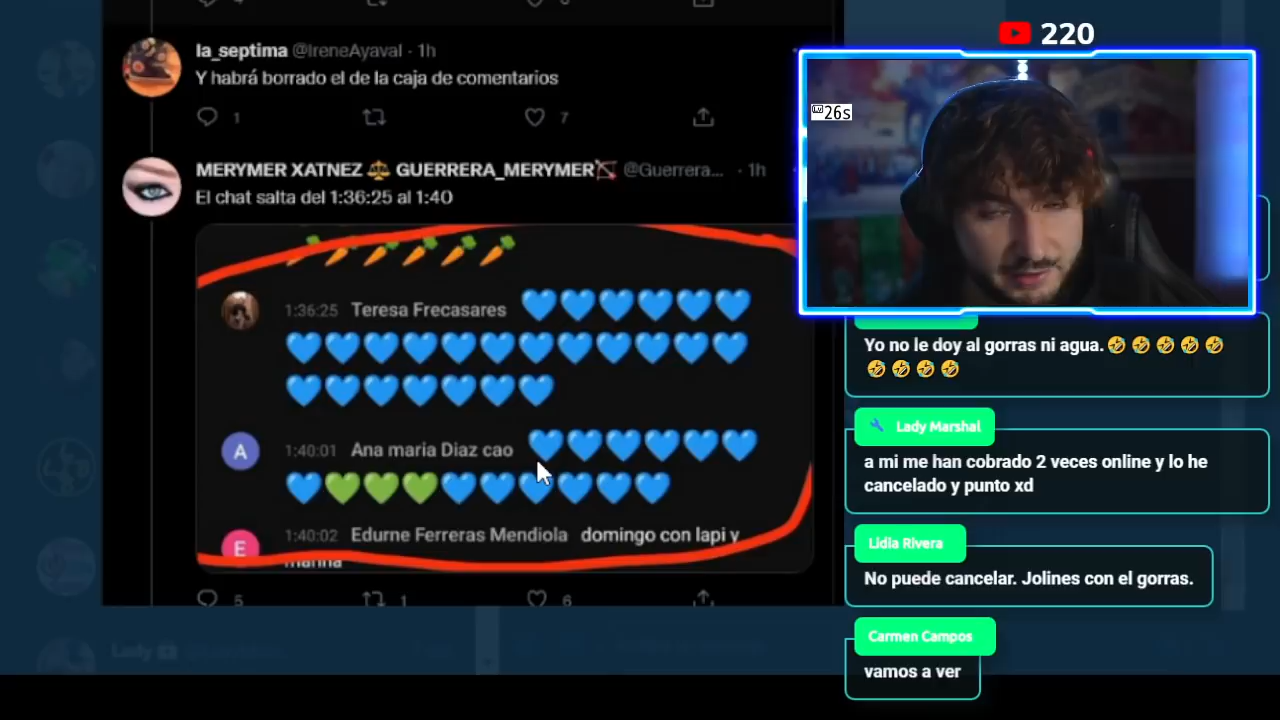 la_septima @IreneAyaval · 1h
Y habrá borrado el de la caja de comentarios
1
7
MERYMER XATNEZ ⚖️ GUERRERA_MERYMER🏹 @Guerrera... · 1h
El chat salta del 1:36:25 al 1:40
🥕🥕🥕🥕🥕🥕
1:36:25 Teresa Frecasares 💙💙💙💙💙💙
💙💙💙💙💙💙💙💙💙💙💙💙
💙💙💙💙💙💙💙
1:40:01 Ana maria Diaz cao 💙💙💙💙💙💙
💙💚💚💚💙💙💙💙💙💙
A
1:40:02 Edurne Ferreras Mendiola domingo con lapi y
E
5
1
6
220
26s
Yo no le doy al gorras ni agua.🤣🤣🤣🤣🤣
🤣🤣🤣🤣
Lady Marshal
a mi me han cobrado 2 veces online y lo he
cancelado y punto xd
Lidia Rivera
No puede cancelar. Jolines con el gorras.
Carmen Campos
vamos a ver
Lady